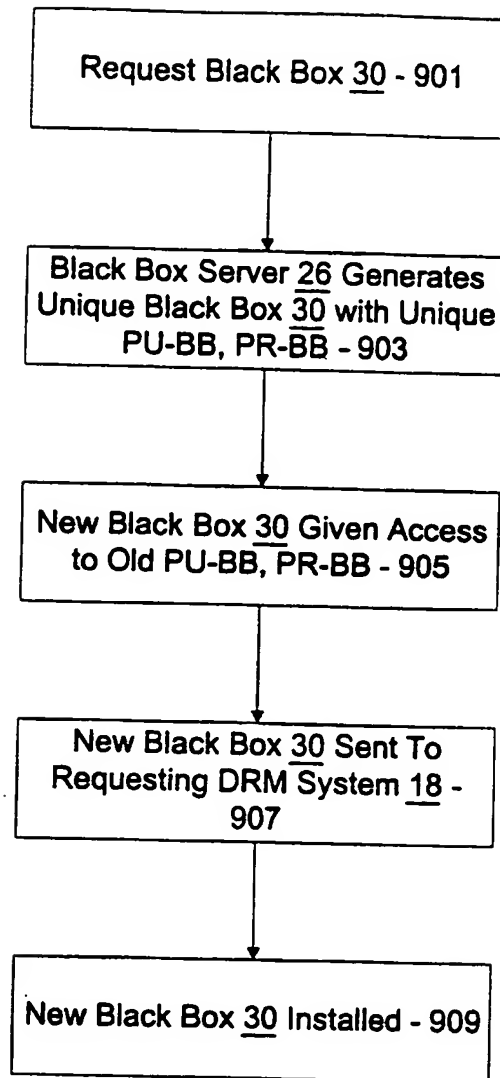 Request Black Box 30 - 901
Black Box Server 26 Generates
Unique Black Box 30 with Unique
PU-BB, PR-BB - 903
New Black Box 30 Given Access
to Old PU-BB, PR-BB - 905
New Black Box 30 Sent To
Requesting DRM System 18 -
907
New Black Box 30 Installed - 909